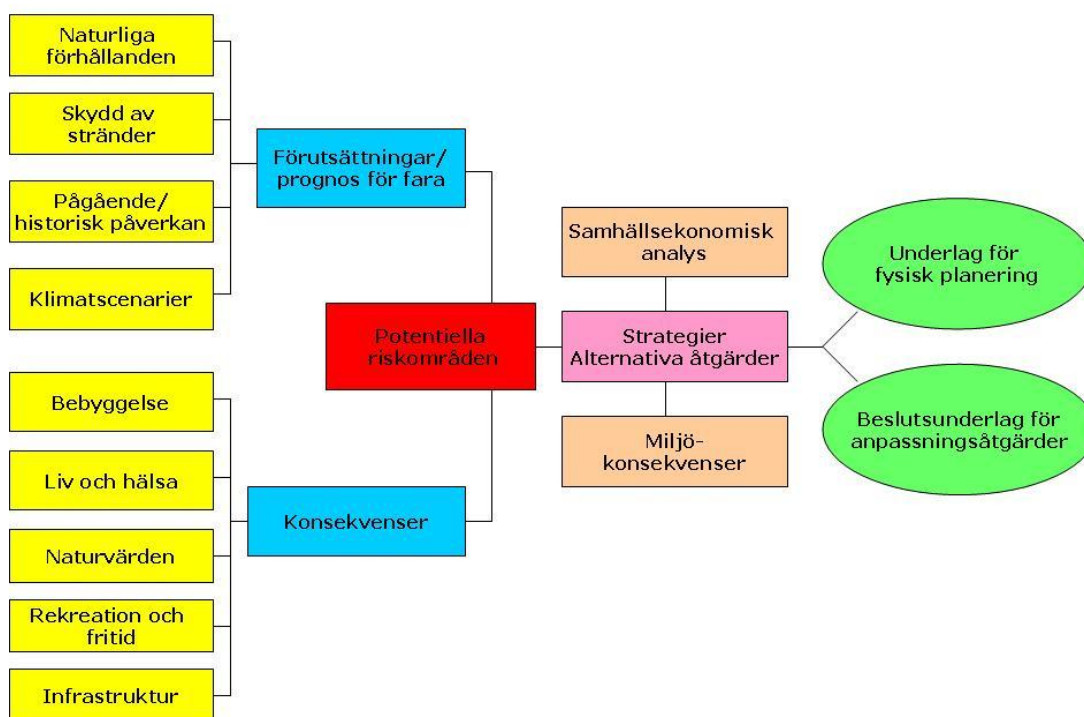 Naturliga
förhållanden
Skydd av
stränder
Pågående/
historisk påverkan
Klimatscenarier
Bebyggelse
Liv och hälsa
Naturvärden
Rekreation och
fritid
Infrastruktur
Förutsättningar/
prognos för fara
Konsekvenser
Potentiella
riskområden
Samhällsekonomisk
analys
Strategier
Alternativa åtgärder
Miljö-
konsekvenser
Underlag för
fysisk planering
Beslutsunderlag för
anpassningsåtgärder